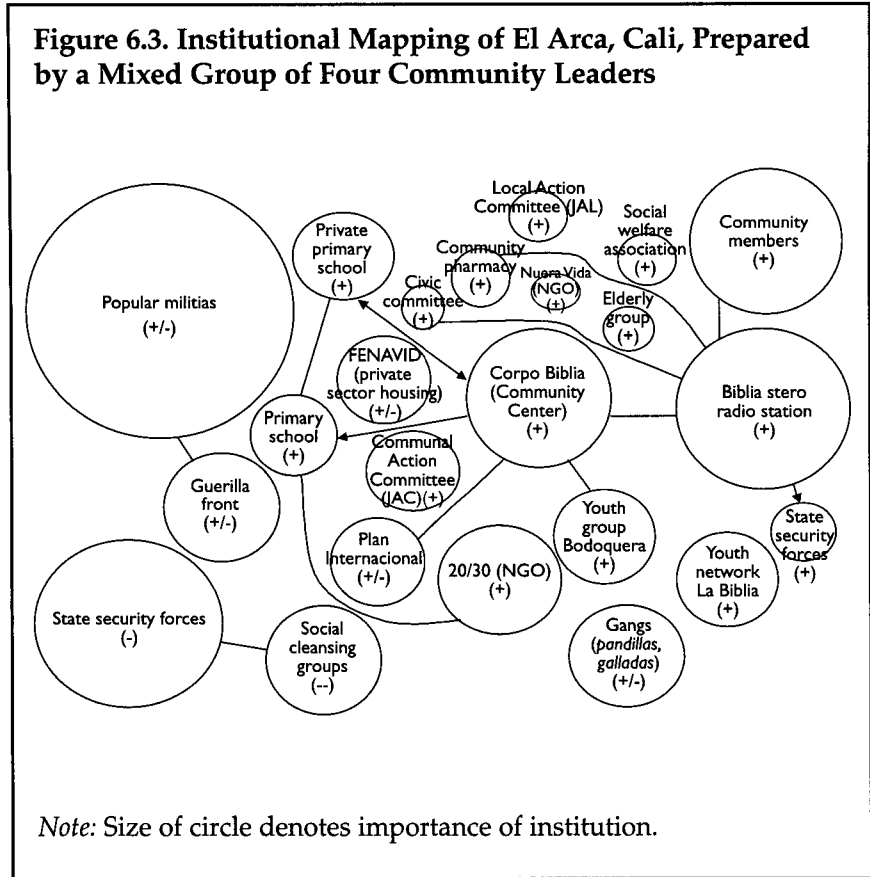 Figure 6.3. Institutional Mapping of El Arca, Cali, Prepared
by a Mixed Group of Four Community Leaders
Local Action
Committee (JAL)
(+)
Social
welfare
association
(+)
Community
members
(+)
Private
primary
school
(+)
Community
pharmacy
(+)
Nuera Vida
(NGO)
(+)
Civic
committee
(+)
Elderly
group
(+)
Popular militias
(+/-)
FENAVID
(private
sector housing)
(+/-)
Corpo Biblia
(Community
Center)
(+)
Biblia stero
radio station
(+)
Primary
school
(+)
Communal
Action
Committee
(JAC)(+)
Guerilla
front
(+/-)
Plan
Internacional
(+/-)
20/30 (NGO)
(+)
Youth
group
Bodoquera
(+)
Youth
network
La Biblia
(+)
State
security
forces
(+)
State security forces
(-)
Social
cleansing
groups
(--)
Gangs
(pandillas,
galladas)
(+/-)
Note: Size of circle denotes importance of institution.